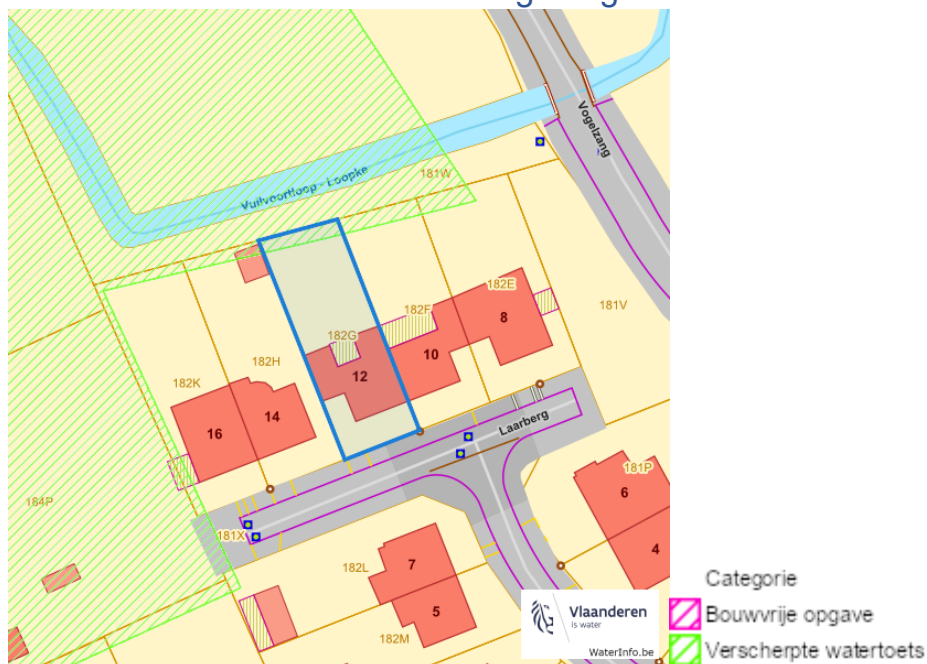 Vogelzang
Vuilvoortloop - Loopke
181W
182E
182F
181V
8
182G
10
182H
12
182K
14
16
Laarberg
184P
181P
6
181X
182L
7
4
5
182M
Categorie
Bouwvrije opgave
Verscherpte watertoets
Vlaanderen
is water
WaterInfo.be